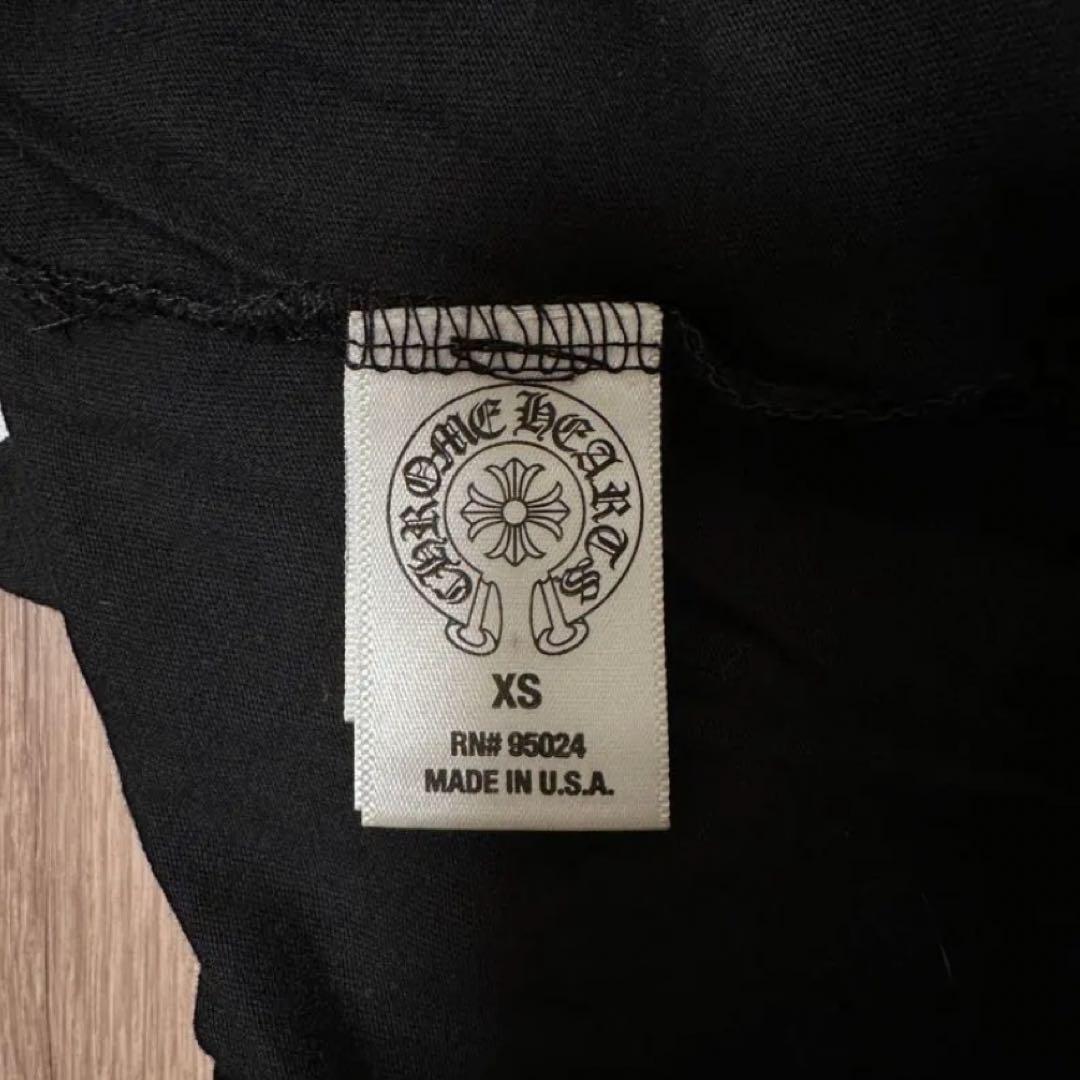 CHROME HEARTS
XS
RN# 95024
MADE IN U.S.A.